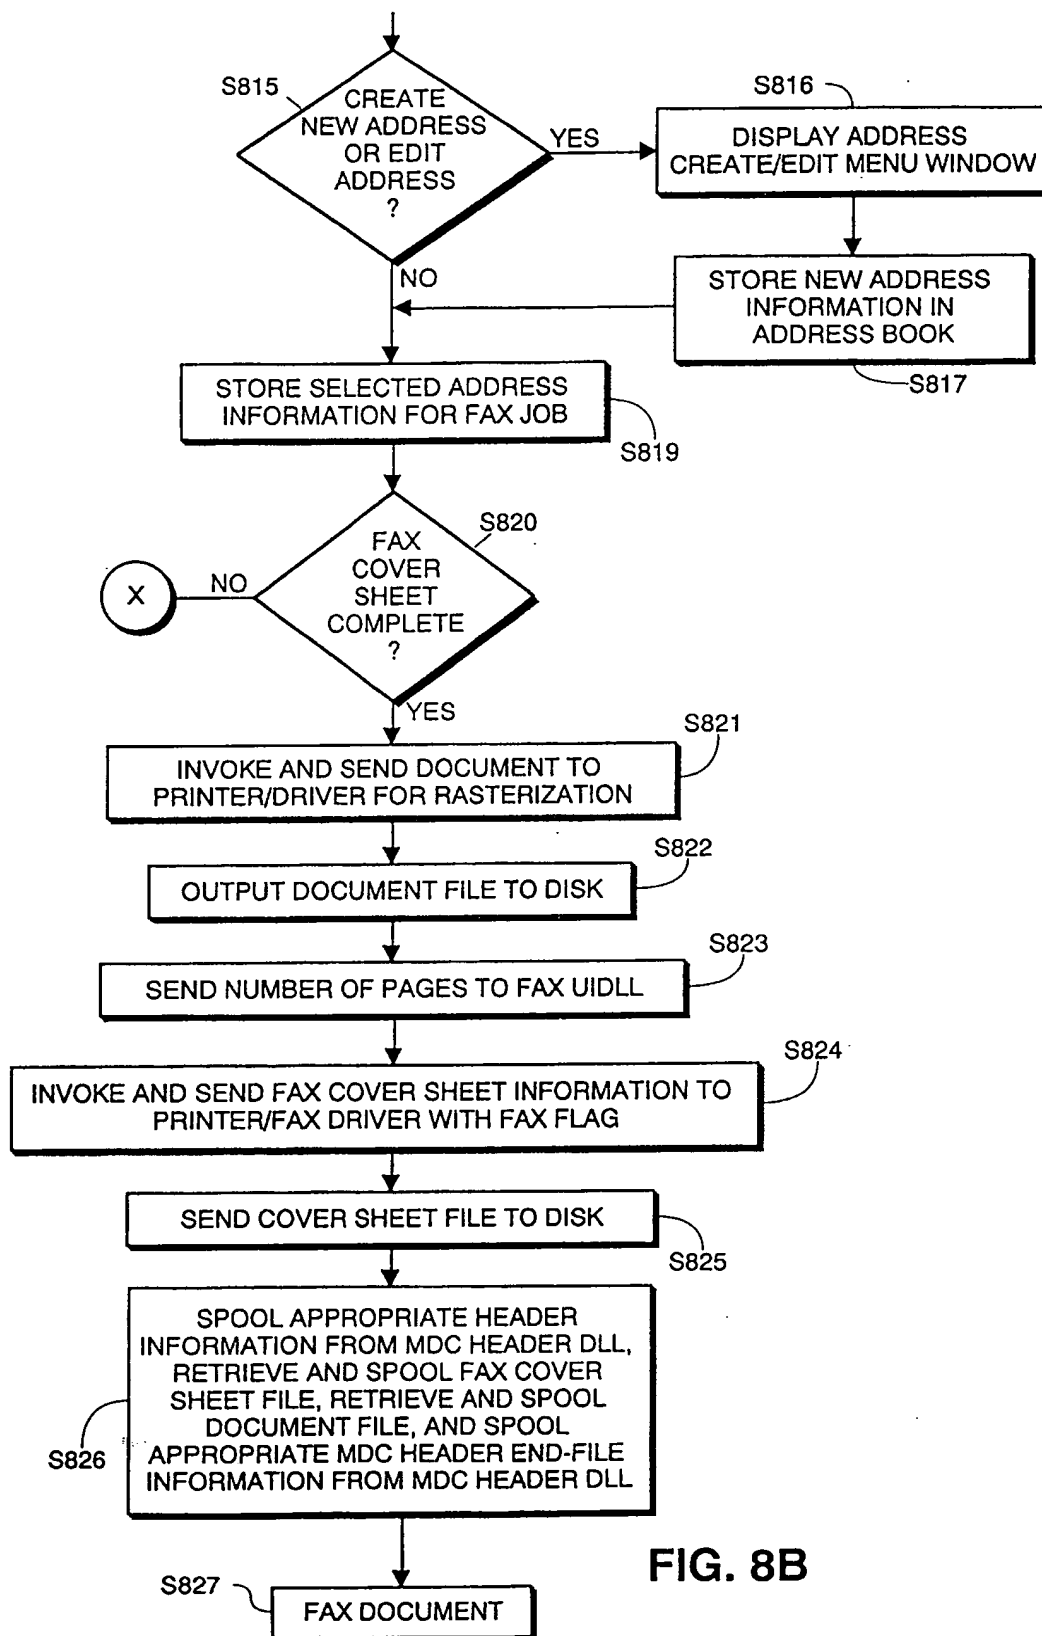 S815
CREATE
NEW ADDRESS
OR EDIT
ADDRESS
?
YES
S816
DISPLAY ADDRESS
CREATE/EDIT MENU WINDOW
NO
STORE NEW ADDRESS
INFORMATION IN
ADDRESS BOOK
S817
STORE SELECTED ADDRESS
INFORMATION FOR FAX JOB
S819
S820
FAX
COVER
SHEET
COMPLETE
?
NO
X
YES
S821
INVOKE AND SEND DOCUMENT TO
PRINTER/DRIVER FOR RASTERIZATION
S822
OUTPUT DOCUMENT FILE TO DISK
S823
SEND NUMBER OF PAGES TO FAX UIDLL
S824
INVOKE AND SEND FAX COVER SHEET INFORMATION TO
PRINTER/FAX DRIVER WITH FAX FLAG
SEND COVER SHEET FILE TO DISK
S825
SPOOL APPROPRIATE HEADER
INFORMATION FROM MDC HEADER DLL,
RETRIEVE AND SPOOL FAX COVER
SHEET FILE, RETRIEVE AND SPOOL
DOCUMENT FILE, AND SPOOL
APPROPRIATE MDC HEADER END-FILE
INFORMATION FROM MDC HEADER DLL
S826
FIG. 8B
S827
FAX DOCUMENT